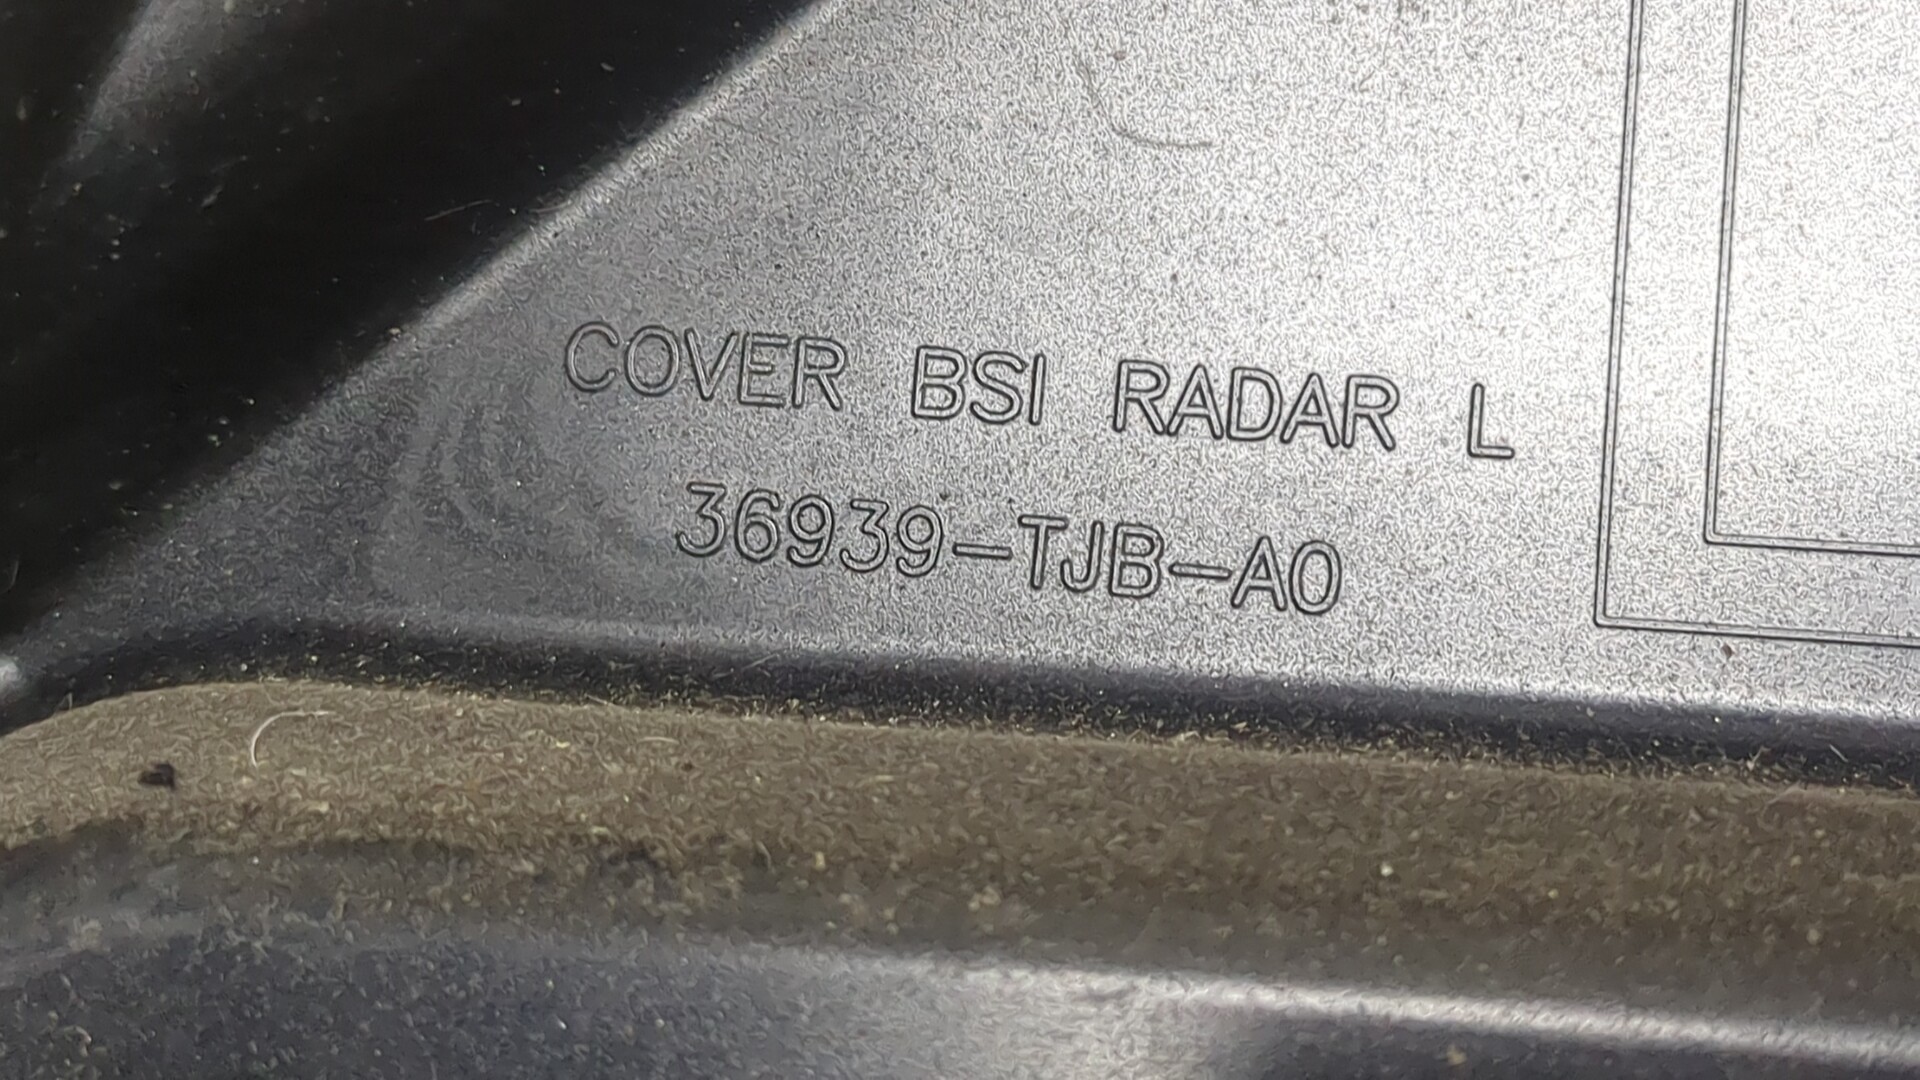 COVER BSI RADAR L
36939-TJB-A0